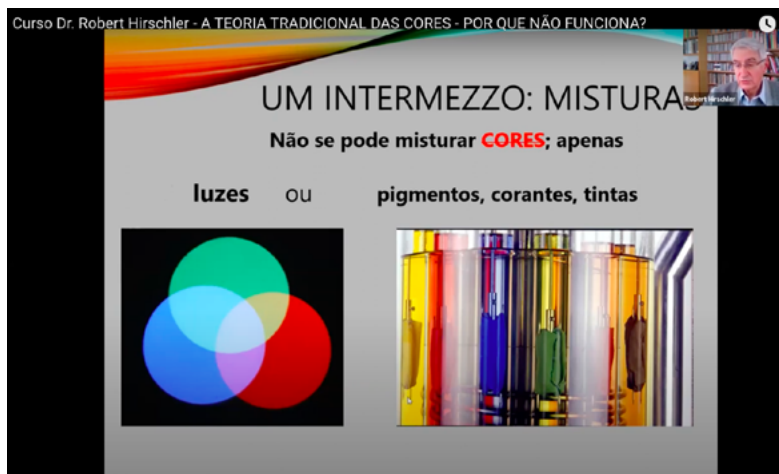 Curso Dr. Robert Hirschler - A TEORIA TRADICIONAL DAS CORES - POR QUE NÃO FUNCIONA?
Robert Hirschler
UM INTERMEZZO: MISTURAS
Não se pode misturar CORES; apenas
luzes ou pigmentos, corantes, tintas